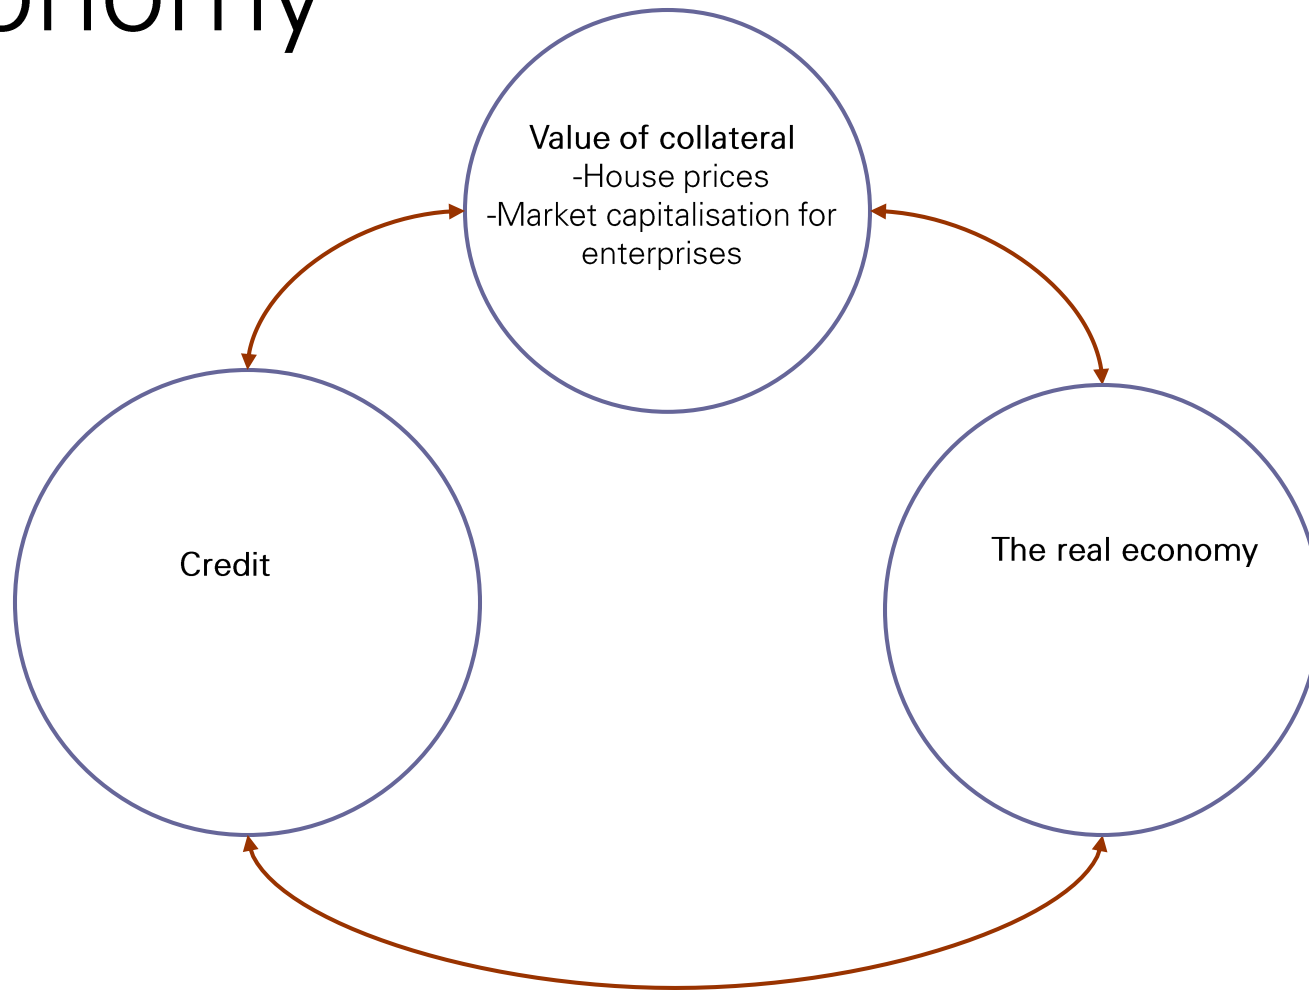 onomy
Value of collateral
-House prices
-Market capitalisation for
enterprises
Credit
The real economy